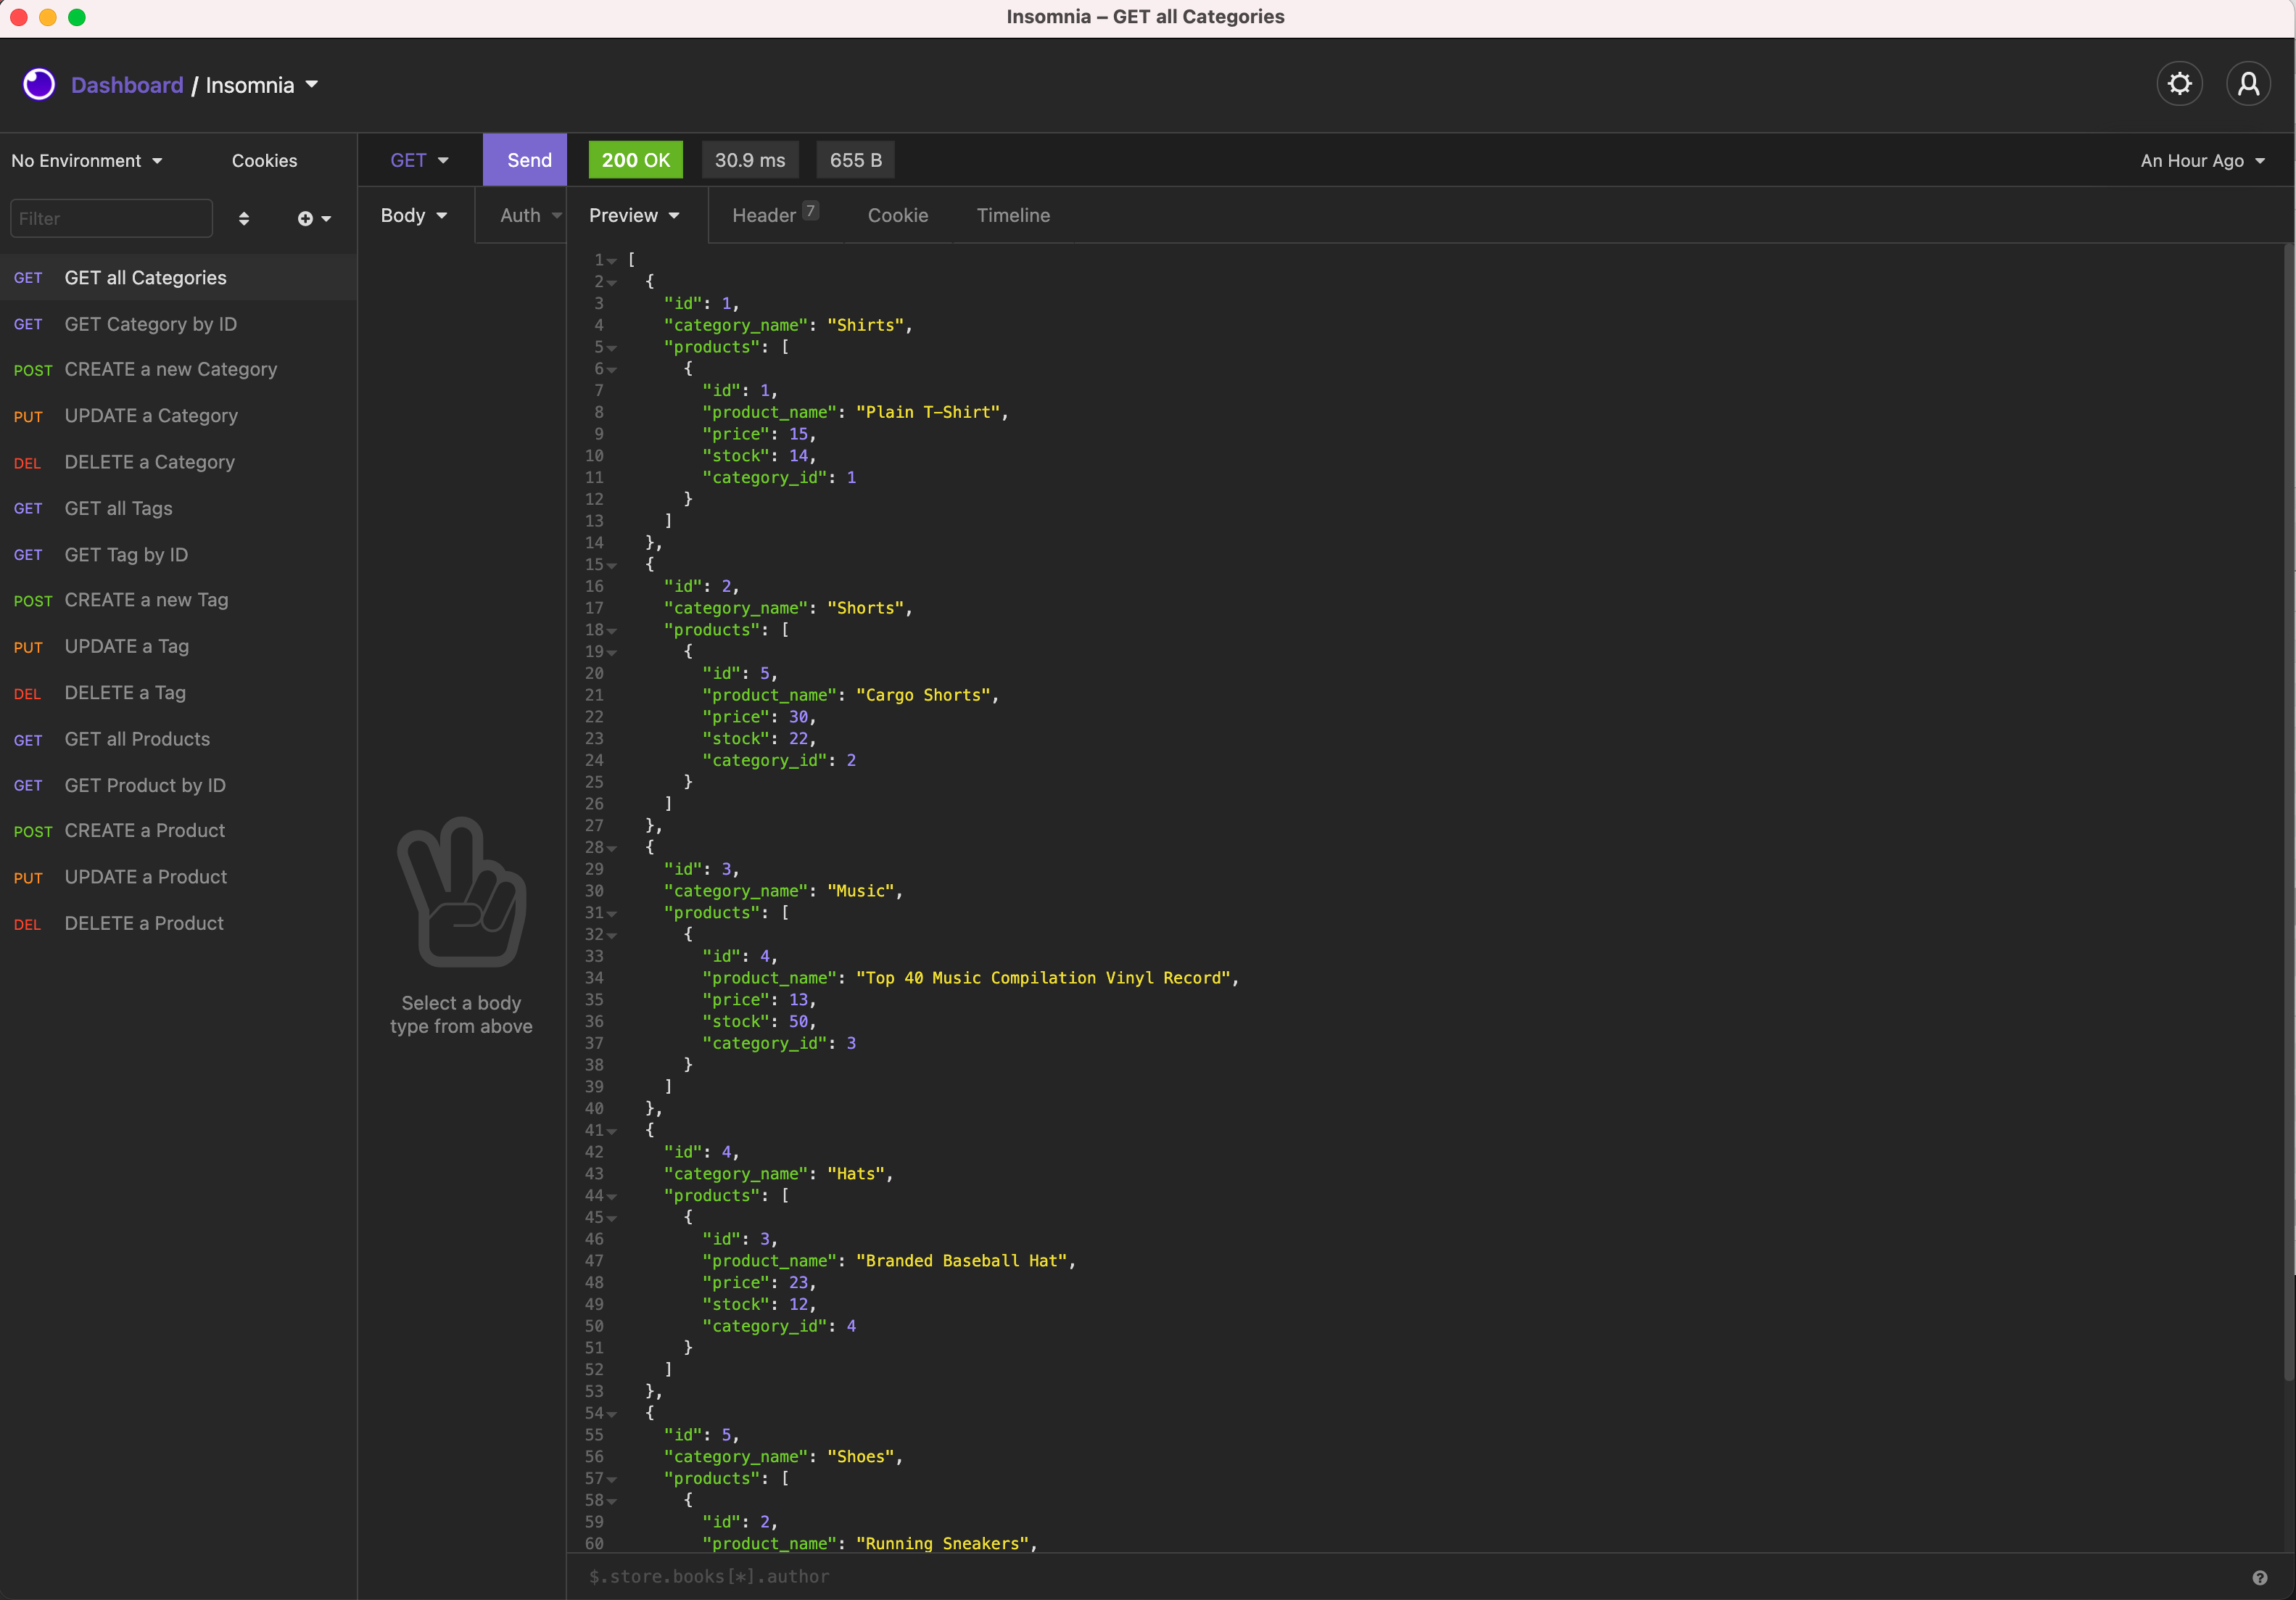 Insomnia – GET all Categories
Dashboard / Insomnia
No Environment
Cookies
Filter
GET GET all Categories
GET GET Category by ID
POST CREATE a new Category
PUT UPDATE a Category
DEL DELETE a Category
GET GET all Tags
GET GET Tag by ID
POST CREATE a new Tag
PUT UPDATE a Tag
DEL DELETE a Tag
GET GET all Products
GET GET Product by ID
POST CREATE a Product
PUT UPDATE a Product
DEL DELETE a Product
GET
Send
Body
Auth
Select a body
type from above
200 OK 30.9 ms 655 B
An Hour Ago
Preview Header 7 Cookie Timeline
1 [
2 {
3 "id": 1,
4 "category_name": "Shirts",
5 "products": [
6 {
7 "id": 1,
8 "product_name": "Plain T-Shirt",
9 "price": 15,
10 "stock": 14,
11 "category_id": 1
12 }
13 ]
14 },
15 {
16 "id": 2,
17 "category_name": "Shorts",
18 "products": [
19 {
20 "id": 5,
21 "product_name": "Cargo Shorts",
22 "price": 30,
23 "stock": 22,
24 "category_id": 2
25 }
26 ]
27 },
28 {
29 "id": 3,
30 "category_name": "Music",
31 "products": [
32 {
33 "id": 4,
34 "product_name": "Top 40 Music Compilation Vinyl Record",
35 "price": 13,
36 "stock": 50,
37 "category_id": 3
38 }
39 ]
40 },
41 {
42 "id": 4,
43 "category_name": "Hats",
44 "products": [
45 {
46 "id": 3,
47 "product_name": "Branded Baseball Hat",
48 "price": 23,
49 "stock": 12,
50 "category_id": 4
51 }
52 ]
53 },
54 {
55 "id": 5,
56 "category_name": "Shoes",
57 "products": [
58 {
59 "id": 2,
60 "product_name": "Running Sneakers",
$.store.books[*].author
?